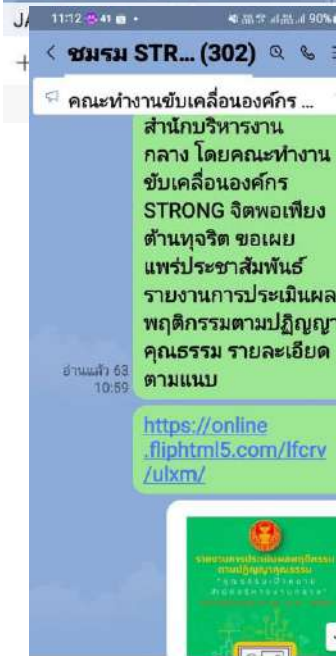 JA
11:12
41
90%
+
< ชมรม STR... (302)
คณะทำงานขับเคลื่อนองค์กร ...
สำนักบริหารงาน
กลาง โดยคณะทำงาน
ขับเคลื่อนองค์กร
STRONG จิตพอเพียง
ต้านทุจริต ขอเผย
แพร่ประชาสัมพันธ์
รายงานการประเมินผล
พฤติกรรมตามปฏิญญา
คุณธรรม รายละเอียด
ตามแนบ
อ่านแล้ว 63
10:59
https://online
.fliphtml5.com/lfcrv
/ulxm/
รายงานการประเมินผลพฤติกรรม
ตามปฏิญญาคุณธรรม